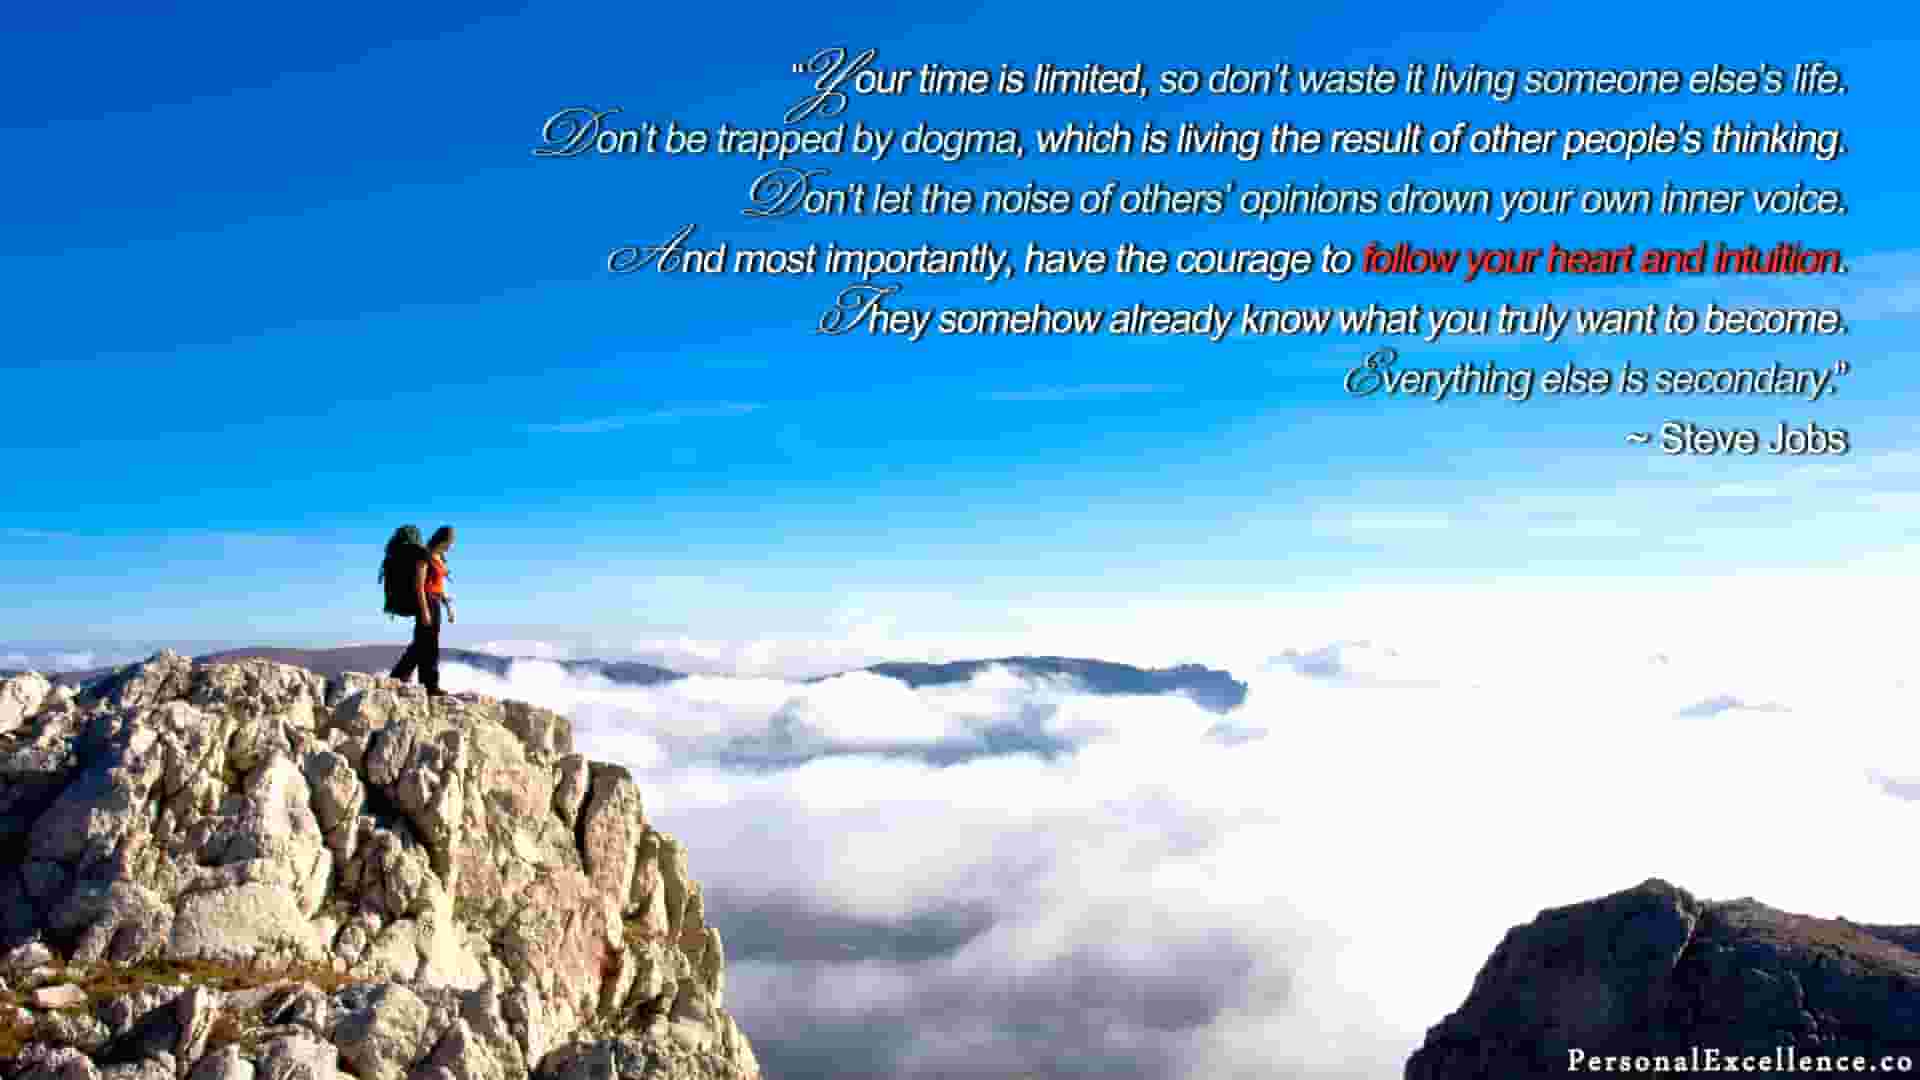 “Your time is limited, so don’t waste it living someone else’s life.
Don’t be trapped by dogma, which is living the result of other people’s thinking.
Don’t let the noise of others’ opinions drown your own inner voice.
And most importantly, have the courage to follow your heart and intuition.
They somehow already know what you truly want to become.
Everything else is secondary.”
~ Steve Jobs
PersonalExcellence.co